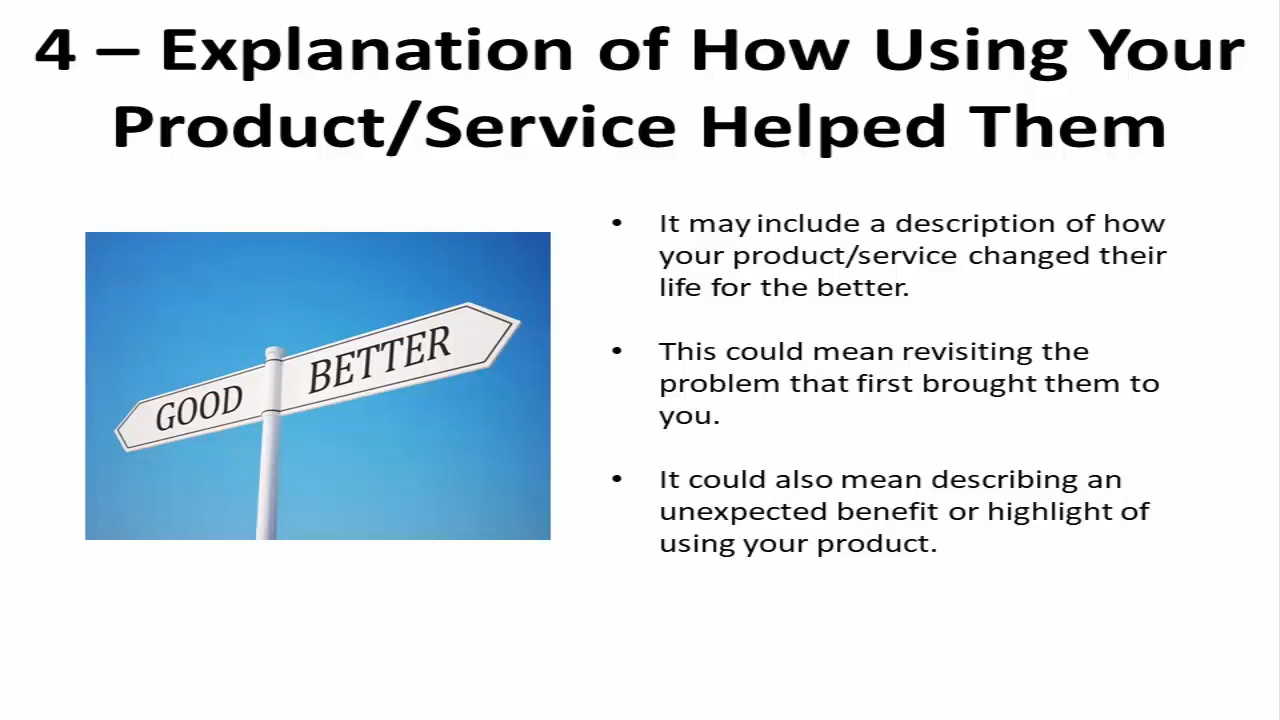 4 – Explanation of How Using Your
Product/Service Helped Them
GOOD
BETTER
• It may include a description of how
your product/service changed their
life for the better.
• This could mean revisiting the
problem that first brought them to
you.
• It could also mean describing an
unexpected benefit or highlight of
using your product.